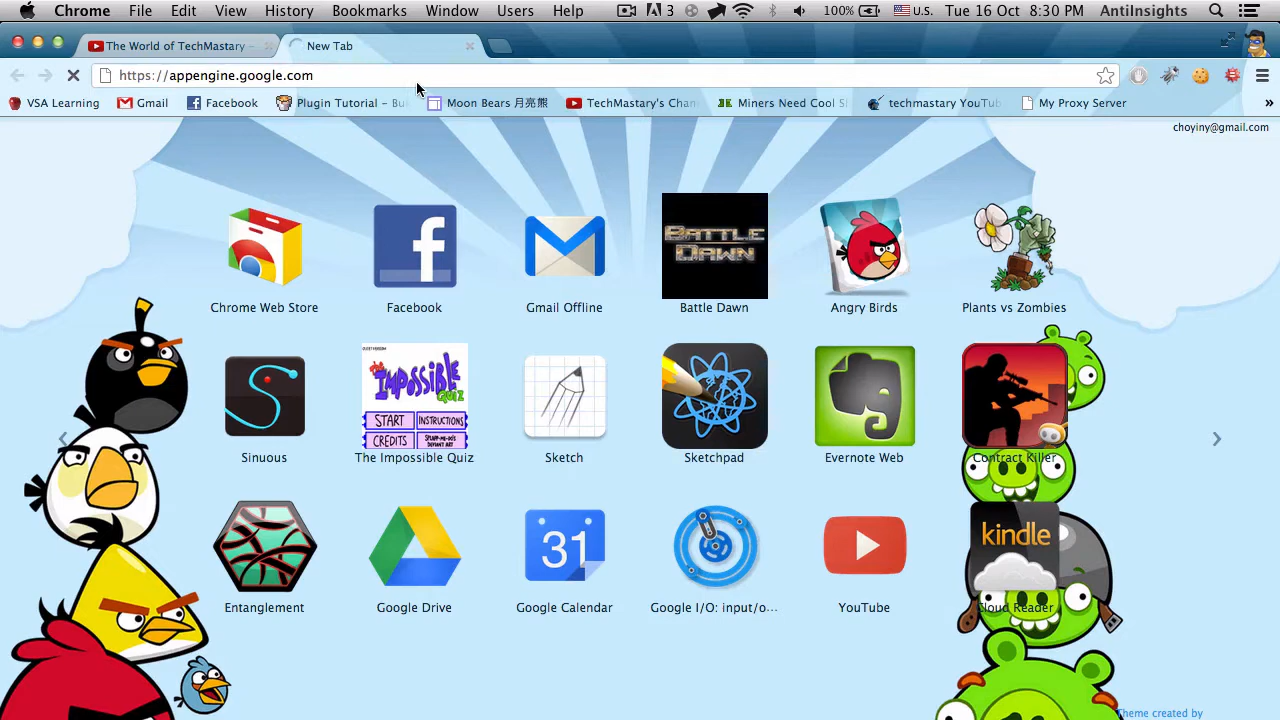 Chrome File Edit View History Bookmarks Window Users Help 3 100% U.S. Tue 16 Oct 8:30 PM AntiInsights
The World of TechMastary – New Tab
https://appengine.google.com
VSA Learning Gmail Facebook Plugin Tutorial – Moon Bears 月亮熊 TechMastary's Miners Need Cool techmastary My Proxy Server »
choyiny@gmail.com
BATTLE
DAWN
Chrome Web Store Facebook Gmail Offline Battle Dawn Angry Birds Plants vs Zombies
the
IMPOSSIBLE
QUIZ
START INSTRUCTIONS
CREDITS
Sinuous The Impossible Quiz Sketch Sketchpad Evernote Web Contract Killer
kindle
31
Entanglement Google Drive Google Calendar Google I/O: input/o... YouTube Cloud Reader
Theme created by